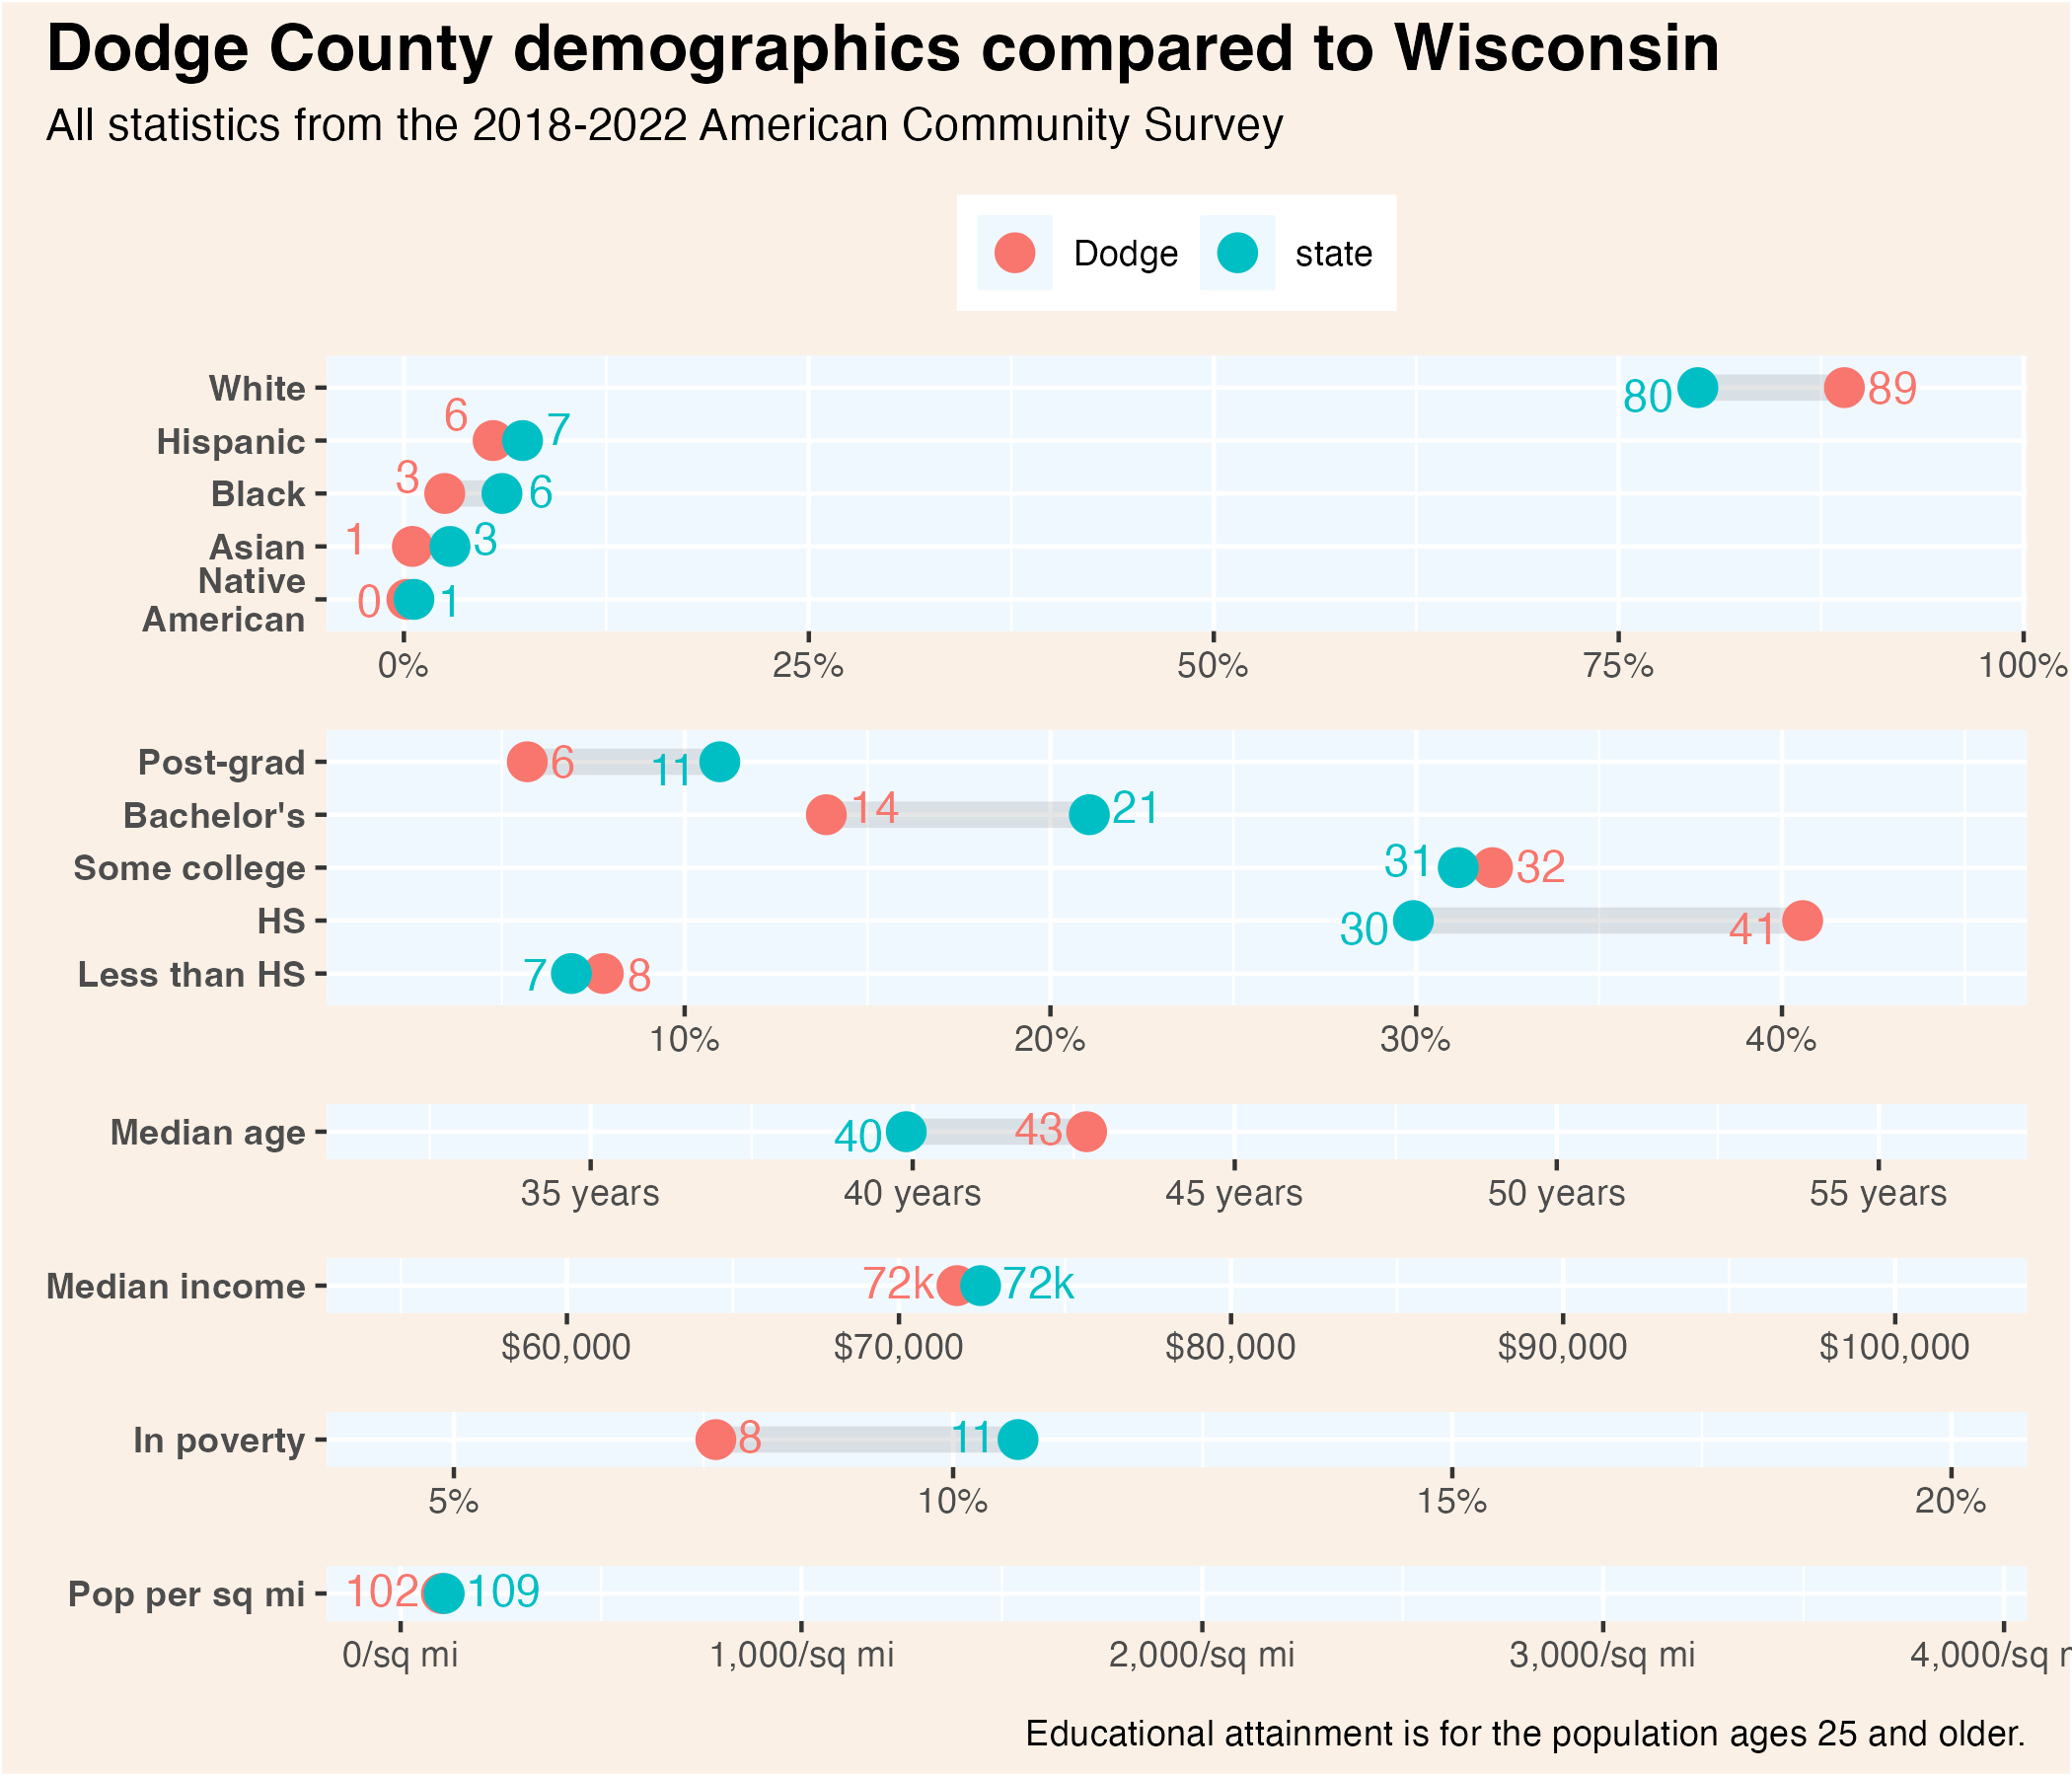 Dodge County demographics compared to Wisconsin
All statistics from the 2018-2022 American Community Survey
Dodge state
White 80 89
Hispanic 6 7
Black 3 6
Asian 1 3
Native
American 0 1
0% 25% 50% 75% 100%
Post-grad 6 11
Bachelor's 14 21
Some college 31 32
HS 30 41
Less than HS 7 8
10% 20% 30% 40%
Median age 40 43
35 years 40 years 45 years 50 years 55 years
Median income 72k 72k
$60,000 $70,000 $80,000 $90,000 $100,000
In poverty 8 11
5% 10% 15% 20%
Pop per sq mi 102 109
0/sq mi 1,000/sq mi 2,000/sq mi 3,000/sq mi 4,000/sq
Educational attainment is for the population ages 25 and older.